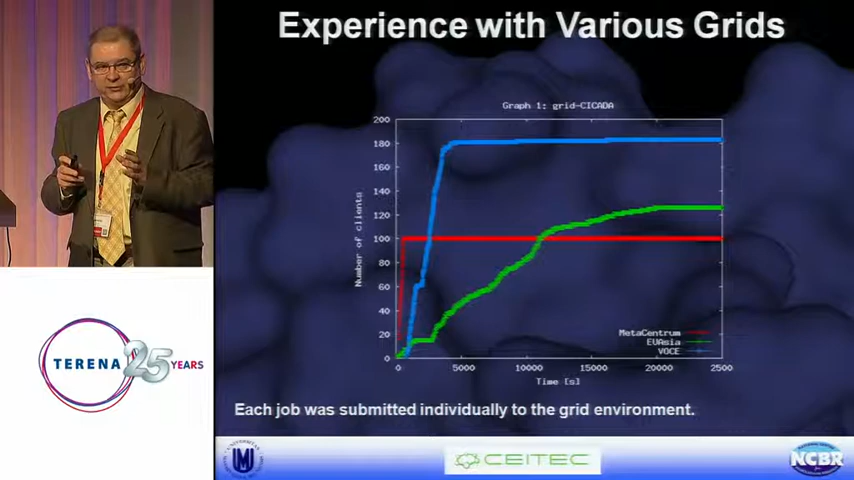 Experience with Various Grids
Graph 1: grid-CICADA
200
180
160
140
120
100
80
60
40
20
0
Number of clients
MetaCentrum
EUAsia
VOCE
0 5000 10000 15000 20000 2500
Time [s]
Each job was submitted individually to the grid environment.
TERENA 25 YEARS
CEITEC
NCBR